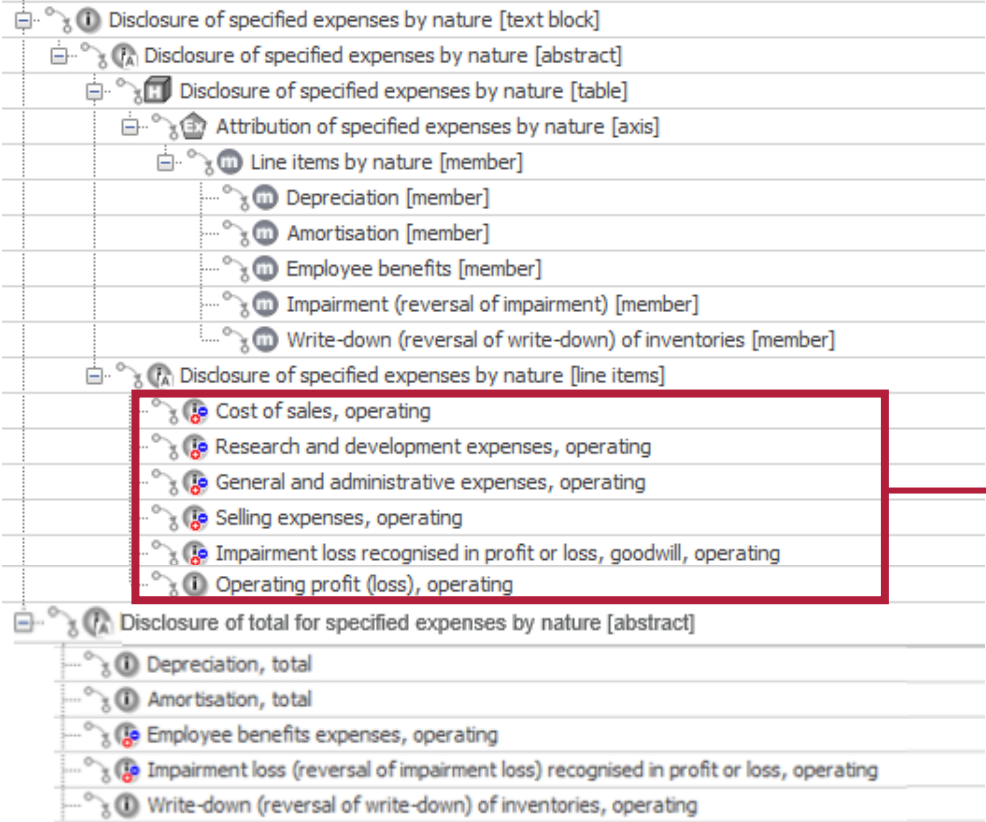 Disclosure of specified expenses by nature [text block]
Disclosure of specified expenses by nature [abstract]
Disclosure of specified expenses by nature [table]
Attribution of specified expenses by nature [axis]
Line items by nature [member]
Depreciation [member]
Amortisation [member]
Employee benefits [member]
Impairment (reversal of impairment) [member]
Write-down (reversal of write-down) of inventories [member]
Disclosure of specified expenses by nature [line items]
Cost of sales, operating
Research and development expenses, operating
General and administrative expenses, operating
Selling expenses, operating
Impairment loss recognised in profit or loss, goodwill, operating
Operating profit (loss), operating
Disclosure of total for specified expenses by nature [abstract]
Depreciation, total
Amortisation, total
Employee benefits expenses, operating
Impairment loss (reversal of impairment loss) recognised in profit or loss, operating
Write-down (reversal of write-down) of inventories, operating